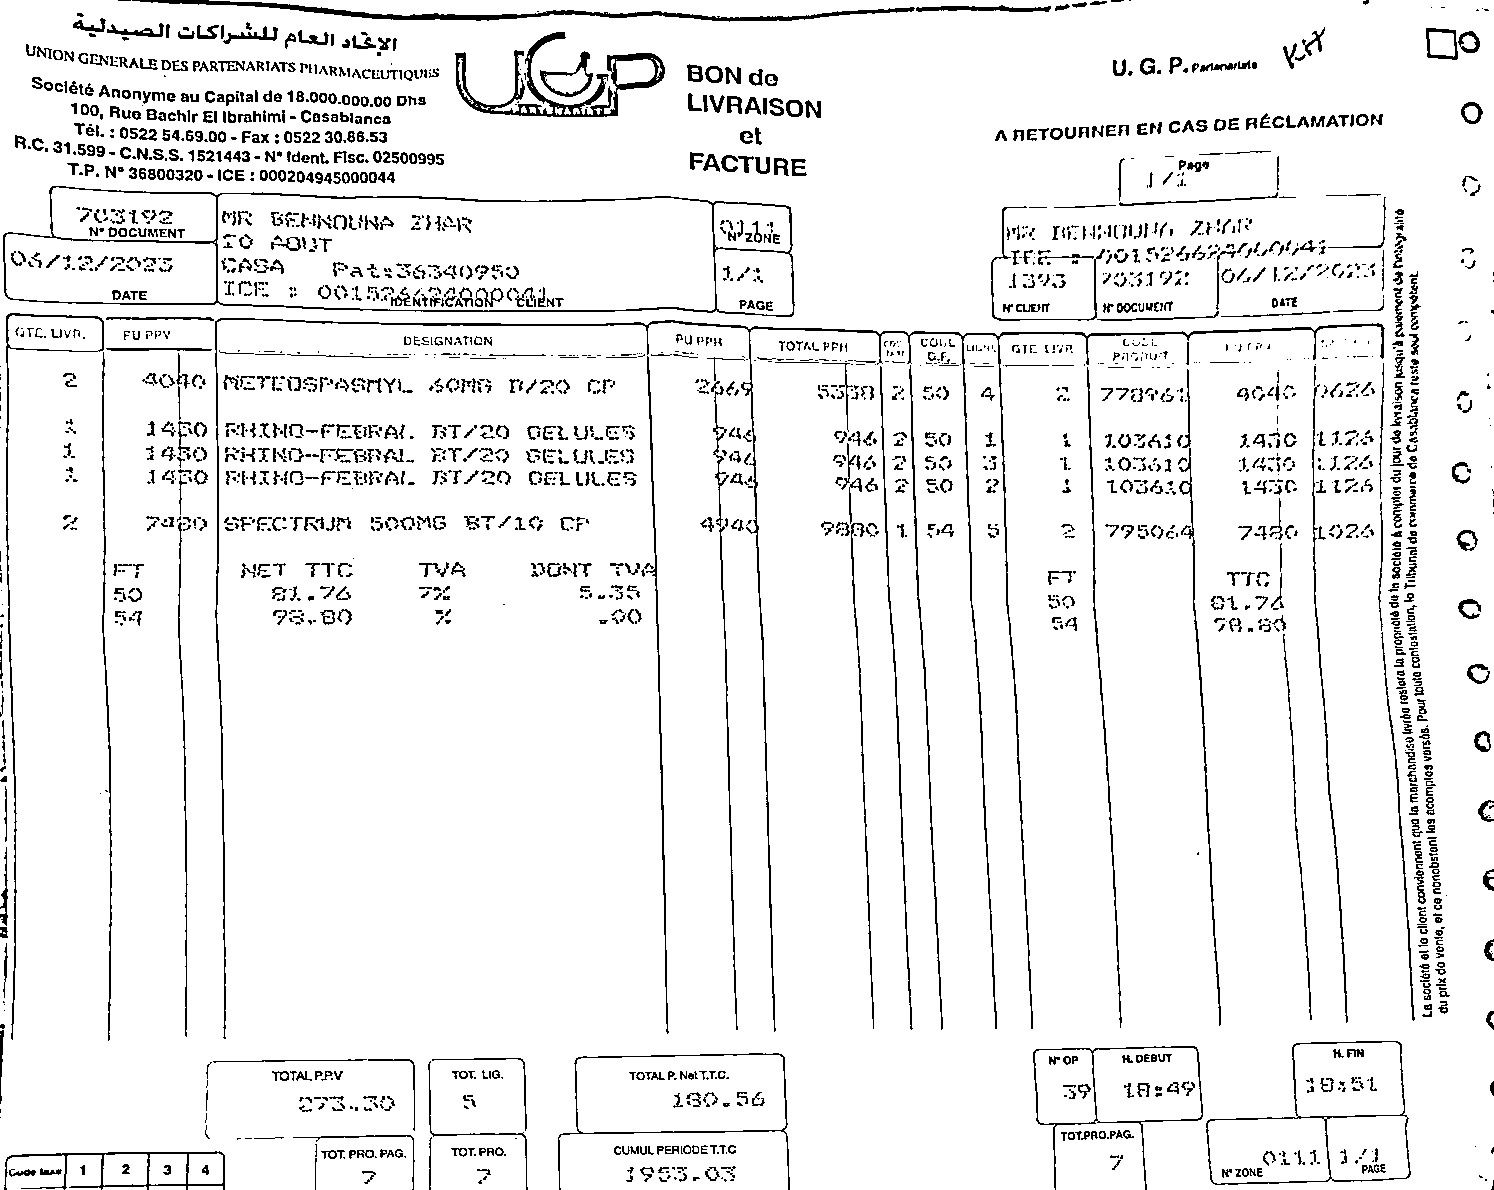 الإتحاد العام للشراكات الصيدلية
UNION GENERALE DES PARTENARIATS PHARMACEUTIQUES
Société Anonyme au Capital de 18.000.000.00 Dhs
100, Rue Bachir El Ibrahimi - Casablanca
Tél. : 0522 54.69.00 - Fax : 0522 30.86.53
R.C. 31.599 - C.N.S.S. 1521443 - N° Ident. Fisc. 02500995
T.P. N° 36800320 - ICE : 000204945000044
UGP
PARTENARIATS
BON de
LIVRAISON
et
FACTURE
U. G. P. Partenariats
A RETOURNER EN CAS DE RÉCLAMATION
Page
1/1
703192
N° DOCUMENT
06/12/2023
DATE
MR BENNOUNA ZHAR
IO AOUT
CASA Pat:36340950
ICE : 001526624000041
IDENTIFICATION CLIENT
0111
N° ZONE
1/1
PAGE
MR BENNOUNA ZHAR
ICE : 001526624000041
1393 703192 06/12/2023
N° CLIENT N° DOCUMENT DATE
QTE. LIVR. PU PPV DESIGNATION PU PPH TOTAL PPH CODE G.F. LIGNE QTE LIVR CODE PRODUIT
2 4040 METEOSPASMYL 60MG B/20 CP 2669 5338 2 50 4 2 778961 4040 0626
1 1430 RHINO-FEBRAL BT/20 GELULES 946 946 2 50 1 1 103610 1430 1126
1 1430 RHINO-FEBRAL BT/20 GELULES 946 946 2 50 3 1 103610 1430 1126
1 1430 RHINO-FEBRAL BT/20 GELULES 946 946 2 50 2 1 103610 1430 1126
2 7480 SPECTRUM 500MG BT/10 CP 4940 9880 1 54 5 2 795064 7480 1026
FT NET TTC TVA DONT TVA
50 81.76 7% 5.35
54 98.80 % .00
FT TTC
50 81.76
54 98.80
La société et le client conviennent que la marchandise livrée restera la propriété de la société à compter du jour de livraison jusqu'à paiement de l'intégralité
du prix de vente, et ce nonobstant les acomptes versés. Pour toute contestation, le Tribunal de commerce de Casablanca reste seul compétent.
TOTAL P.P.V
273.30
TOT. LIG.
5
TOTAL P. Net T.T.C.
180.56
N° OP
39
H. DEBUT
18:49
H. FIN
18:51
Code taxe 1 2 3 4
TOT. PRO. PAG.
7
TOT. PRO.
7
CUMUL PERIODE T.T.C
1953.03
TOT.PRO.PAG.
7
N° ZONE 0111 1/1 PAGE